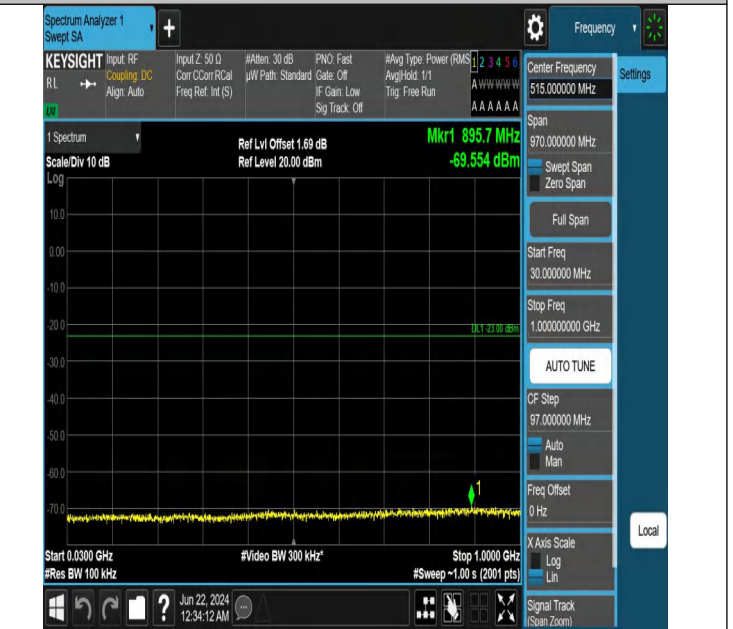 Spectrum Analyzer 1
Swept SA
Frequency
KEYSIGHT
RL
Input: RF
Coupling: DC
Align: Auto
Input Z: 50 Ω
Corr CCorr RCal
Freq Ref: Int (S)
#Atten: 30 dB
µW Path: Standard
PNO: Fast
Gate: Off
IF Gain: Low
Sig Track: Off
#Avg Type: Power (RMS
Avg|Hold: 1/1
Trig: Free Run
1 2 3 4 5 6
A W W W W W
A A A A A A
1 Spectrum
Scale/Div 10 dB
Ref Lvl Offset 1.69 dB
Ref Level 20.00 dBm
Mkr1 895.7 MHz
-69.554 dBm
Log
10.0
0.00
-10.0
-20.0
DL1 -23.00 dBm
-30.0
-40.0
-50.0
-60.0
-70.0
1
Start 0.0300 GHz
#Res BW 100 kHz
#Video BW 300 kHz*
Stop 1.0000 GHz
#Sweep ~1.00 s (2001 pts)
Jun 22, 2024
12:34:12 AM
Center Frequency
515.000000 MHz
Settings
Span
970.000000 MHz
Swept Span
Zero Span
Full Span
Start Freq
30.000000 MHz
Stop Freq
1.000000000 GHz
AUTO TUNE
CF Step
97.000000 MHz
Auto
Man
Freq Offset
0 Hz
X Axis Scale
Log
Lin
Signal Track
(Span Zoom)
Local